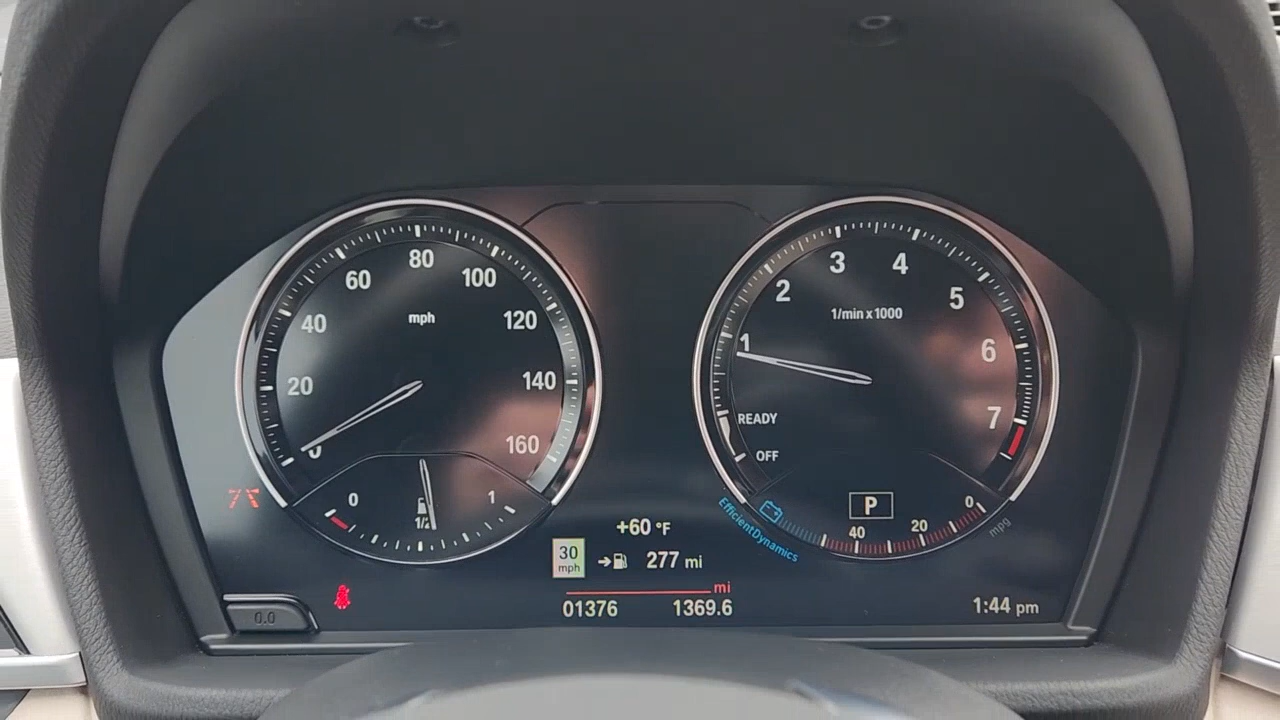 80
60
100
mph
40
120
20
140
0
160
0
1
1/2
3
4
2
5
1/min x 1000
1
6
READY
7
OFF
P
0
20
40
mpg
EfficientDynamics
+60 °F
30
mph
277 mi
mi
01376 1369.6
1:44 pm
0.0